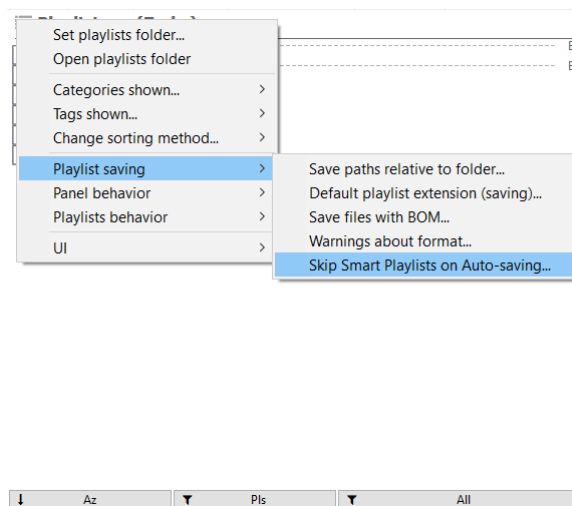 Set playlists folder...
Open playlists folder
Categories shown...
Tags shown...
Change sorting method...
Playlist saving
Panel behavior
Playlists behavior
UI
Save paths relative to folder...
Default playlist extension (saving)...
Save files with BOM...
Warnings about format...
Skip Smart Playlists on Auto-saving...
Az
Pls
All